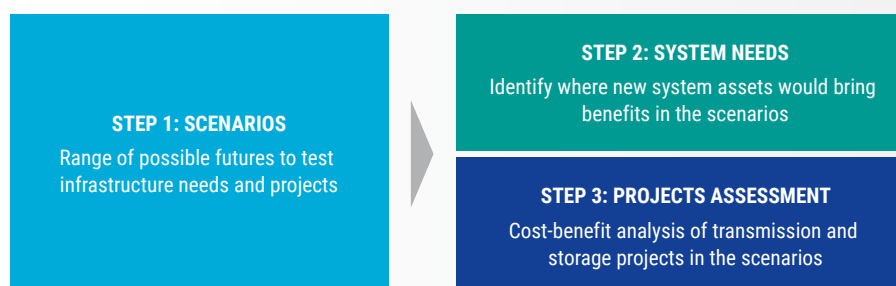 STEP 1: SCENARIOS
Range of possible futures to test
infrastructure needs and projects
STEP 2: SYSTEM NEEDS
Identify where new system assets would bring
benefits in the scenarios
STEP 3: PROJECTS ASSESSMENT
Cost-benefit analysis of transmission and
storage projects in the scenarios